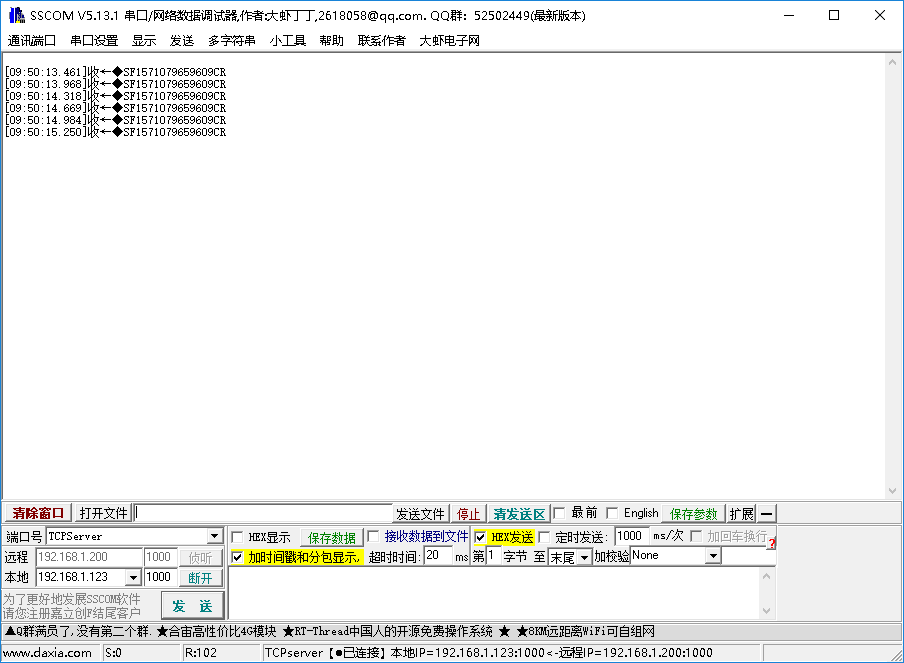 SSCOM V5.13.1 串口/网络数据调试器,作者:大虾丁丁,2618058@qq.com. QQ群: 52502449(最新版本)
通讯端口 串口设置 显示 发送 多字符串 小工具 帮助 联系作者 大虾电子网
[09:50:13.461]收←◆SF1571079659609CR
[09:50:13.968]收←◆SF1571079659609CR
[09:50:14.318]收←◆SF1571079659609CR
[09:50:14.669]收←◆SF1571079659609CR
[09:50:14.984]收←◆SF1571079659609CR
[09:50:15.250]收←◆SF1571079659609CR
清除窗口 打开文件 发送文件 停止 清发送区 最前 English 保存参数 扩展 —
端口号 TCPServer HEX显示 保存数据 接收数据到文件 HEX发送 定时发送: 1000 ms/次 加回车换行
远程 192.168.1.200 1000 侦听 加时间戳和分包显示, 超时时间: 20 ms 第 1 字节 至 末尾 加校验 None ?
本地 192.168.1.123 1000 断开
为了更好地发展SSCOM软件
请您注册嘉立创F结尾客户
发 送
▲Q群满员了,没有第二个群. ★合宙高性价比4G模块 ★RT-Thread中国人的开源免费操作系统 ★ ★8KM远距离WiFi可自组网
www.daxia.com S:0 R:102 TCPserver【●已连接】本地IP=192.168.1.123:1000<-远程IP=192.168.1.200:1000